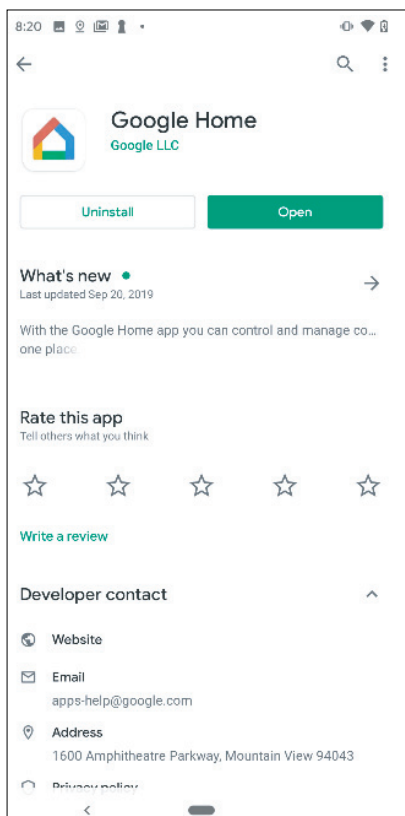 8:20
Google Home
Google LLC
Uninstall
Open
What's new
Last updated Sep 20, 2019
With the Google Home app you can control and manage co...
one place.
Rate this app
Tell others what you think
Write a review
Developer contact
Website
Email
apps-help@google.com
Address
1600 Amphitheatre Parkway, Mountain View 94043
Privacy policy